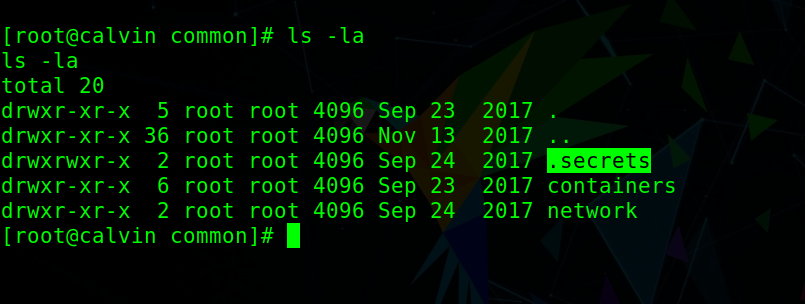 [root@calvin common]# ls -la
ls -la
total 20
drwxr-xr-x  5 root root 4096 Sep 23  2017 .
drwxr-xr-x 36 root root 4096 Nov 13  2017 ..
drwxrwxr-x  2 root root 4096 Sep 24  2017 .secrets
drwxr-xr-x  6 root root 4096 Sep 23  2017 containers
drwxr-xr-x  2 root root 4096 Sep 24  2017 network
[root@calvin common]#